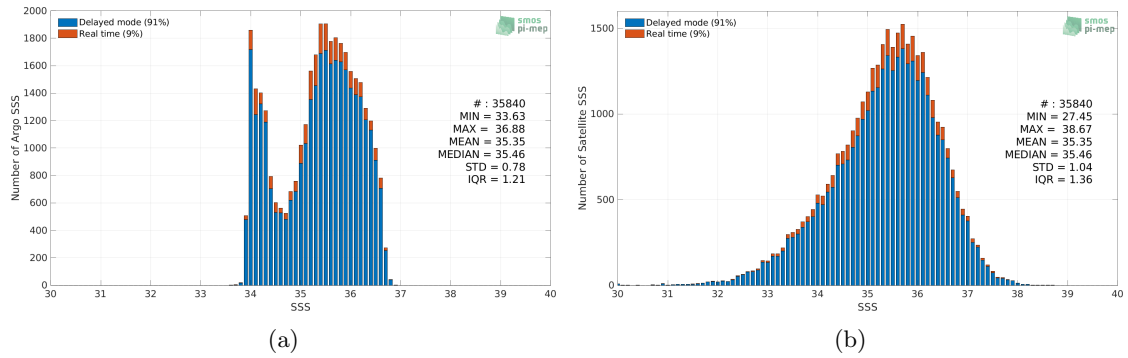 Delayed mode (91%)
Real time (9%)
smos
pi-mep
# : 35840
MIN = 33.63
MAX = 36.88
MEAN = 35.35
MEDIAN = 35.46
STD = 0.78
IQR = 1.21
Number of Argo SSS
2000
1800
1600
1400
1200
1000
800
600
400
200
0
30 31 32 33 34 35 36 37 38 39 40
SSS
(a)
Delayed mode (91%)
Real time (9%)
smos
pi-mep
# : 35840
MIN = 27.45
MAX = 38.67
MEAN = 35.35
MEDIAN = 35.46
STD = 1.04
IQR = 1.36
Number of Satellite SSS
1500
1000
500
0
30 31 32 33 34 35 36 37 38 39 40
SSS
(b)